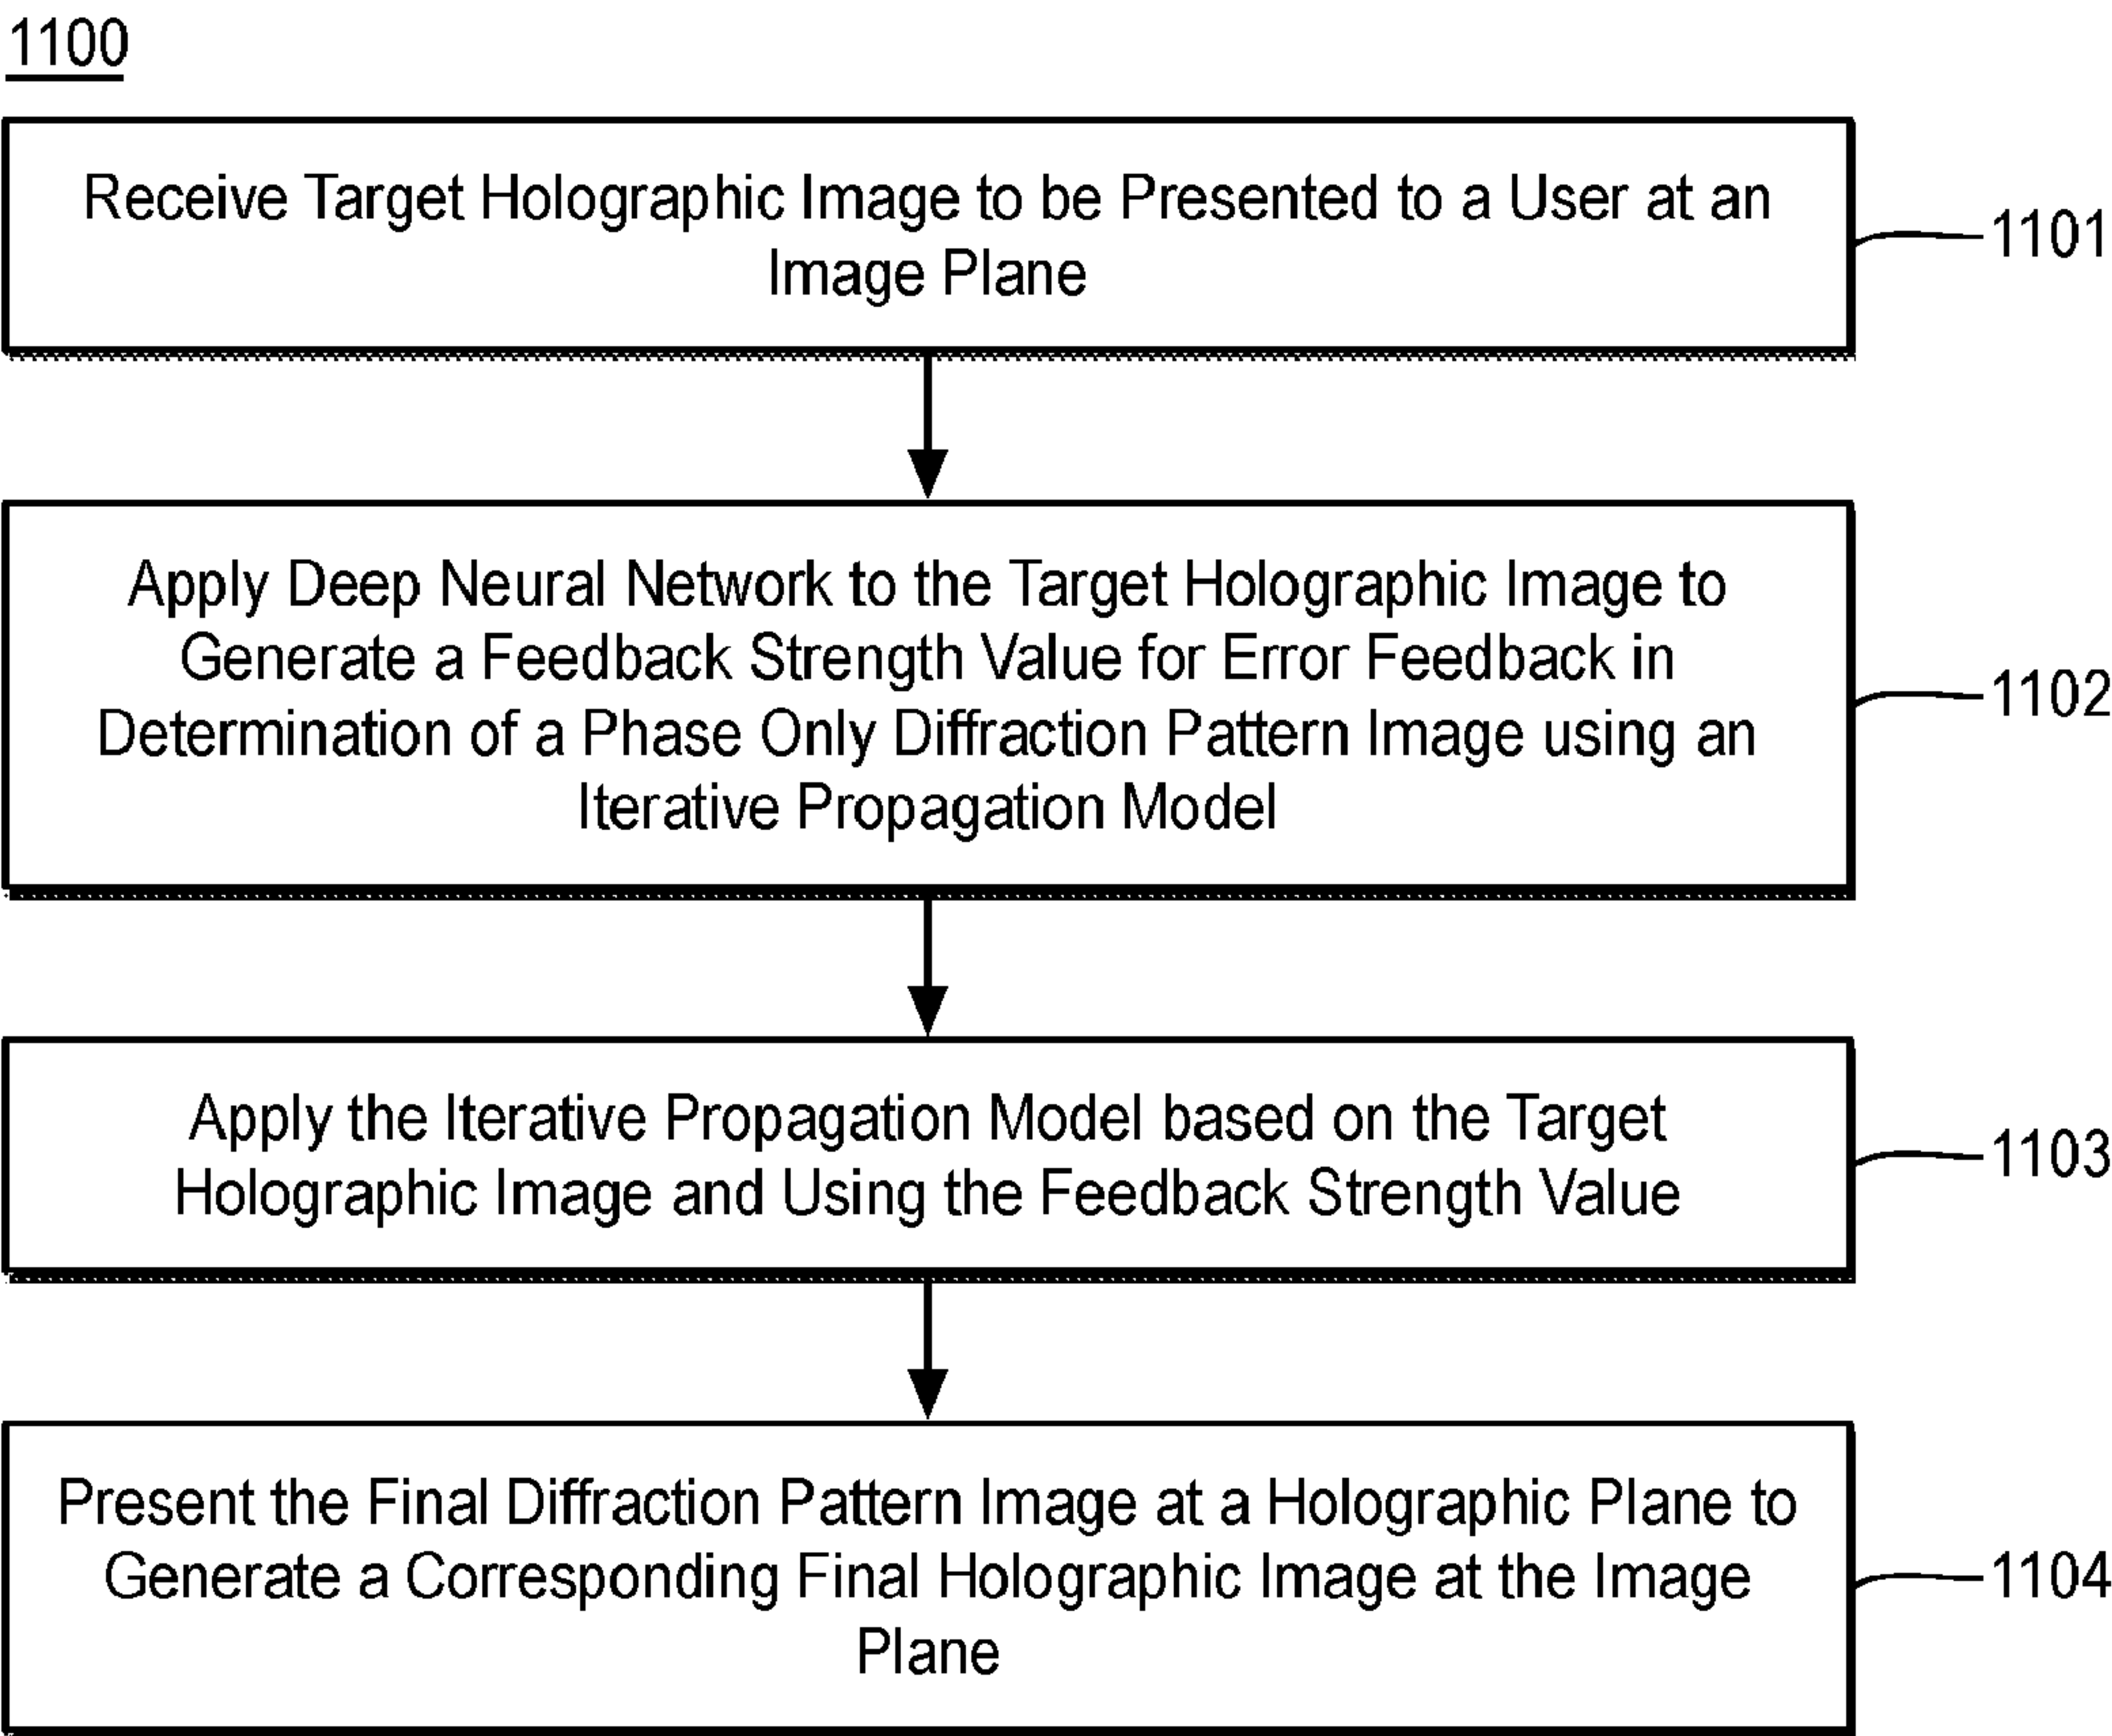 1100
Receive Target Holographic Image to be Presented to a User at an
Image Plane
1101
Apply Deep Neural Network to the Target Holographic Image to
Generate a Feedback Strength Value for Error Feedback in
Determination of a Phase Only Diffraction Pattern Image using an
Iterative Propagation Model
1102
Apply the Iterative Propagation Model based on the Target
Holographic Image and Using the Feedback Strength Value
1103
Present the Final Diffraction Pattern Image at a Holographic Plane to
Generate a Corresponding Final Holographic Image at the Image
Plane
1104